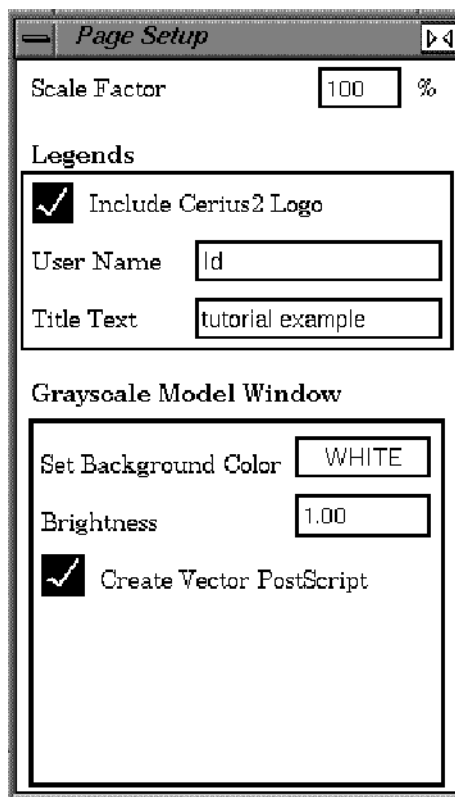 Page Setup
Scale Factor 100 %
Legends
Include Cerius2 Logo
User Name ld
Title Text tutorial example
Grayscale Model Window
Set Background Color WHITE
Brightness 1.00
Create Vector PostScript